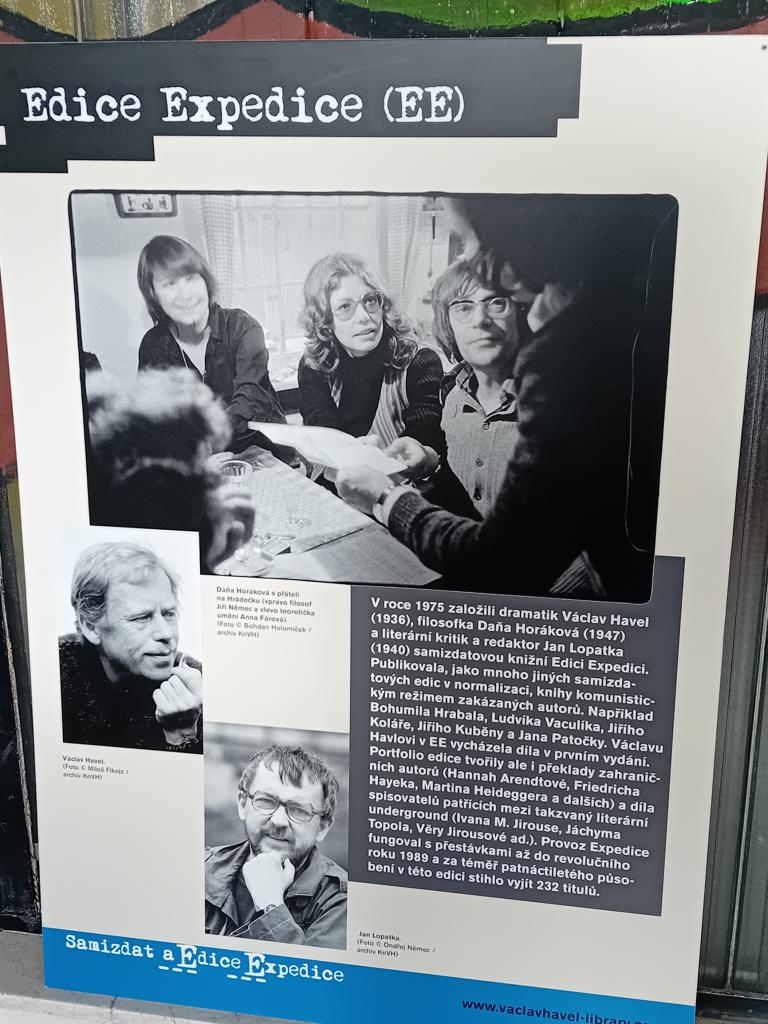 Edice Expedice (EE)
Daňa Horáková s přáteli
na Hrádečku (vpravo filosof
Jiří Němec a vlevo teoretička
umění Anna Fárová).
(Foto © Bohdan Holomíček /
archiv KnVH)
V roce 1975 založili dramatik Václav Havel
(1936), filosofka Daňa Horáková (1947)
a literární kritik a redaktor Jan Lopatka
(1940) samizdatovou knižní Edici Expedici.
Publikovala, jako mnoho jiných samizda-
tových edic v normalizaci, knihy komunistic-
kým režimem zakázaných autorů. Například
Bohumila Hrabala, Ludvíka Vaculíka, Jiřího
Koláře, Jiřího Kuběny a Jana Patočky. Václavu
Havlovi v EE vycházela díla v prvním vydání.
Portfolio edice tvořily ale i překlady zahranič-
ních autorů (Hannah Arendtové, Friedricha
Hayeka, Martina Heideggera a dalších) a díla
spisovatelů patřících mezi takzvaný literární
underground (Ivana M. Jirouse, Jáchyma
Topola, Věry Jirousové ad.). Provoz Expedice
fungoval s přestávkami až do revolučního
roku 1989 a za téměř patnáctiletého půso-
bení v této edici stihlo vyjít 232 titulů.
Václav Havel.
(Foto © Miloš Fikejz /
archiv KnVH)
Jan Lopatka.
(Foto © Ondřej Němec /
archiv KnVH)
Samizdat a Edice Expedice
www.vaclavhavel-library.